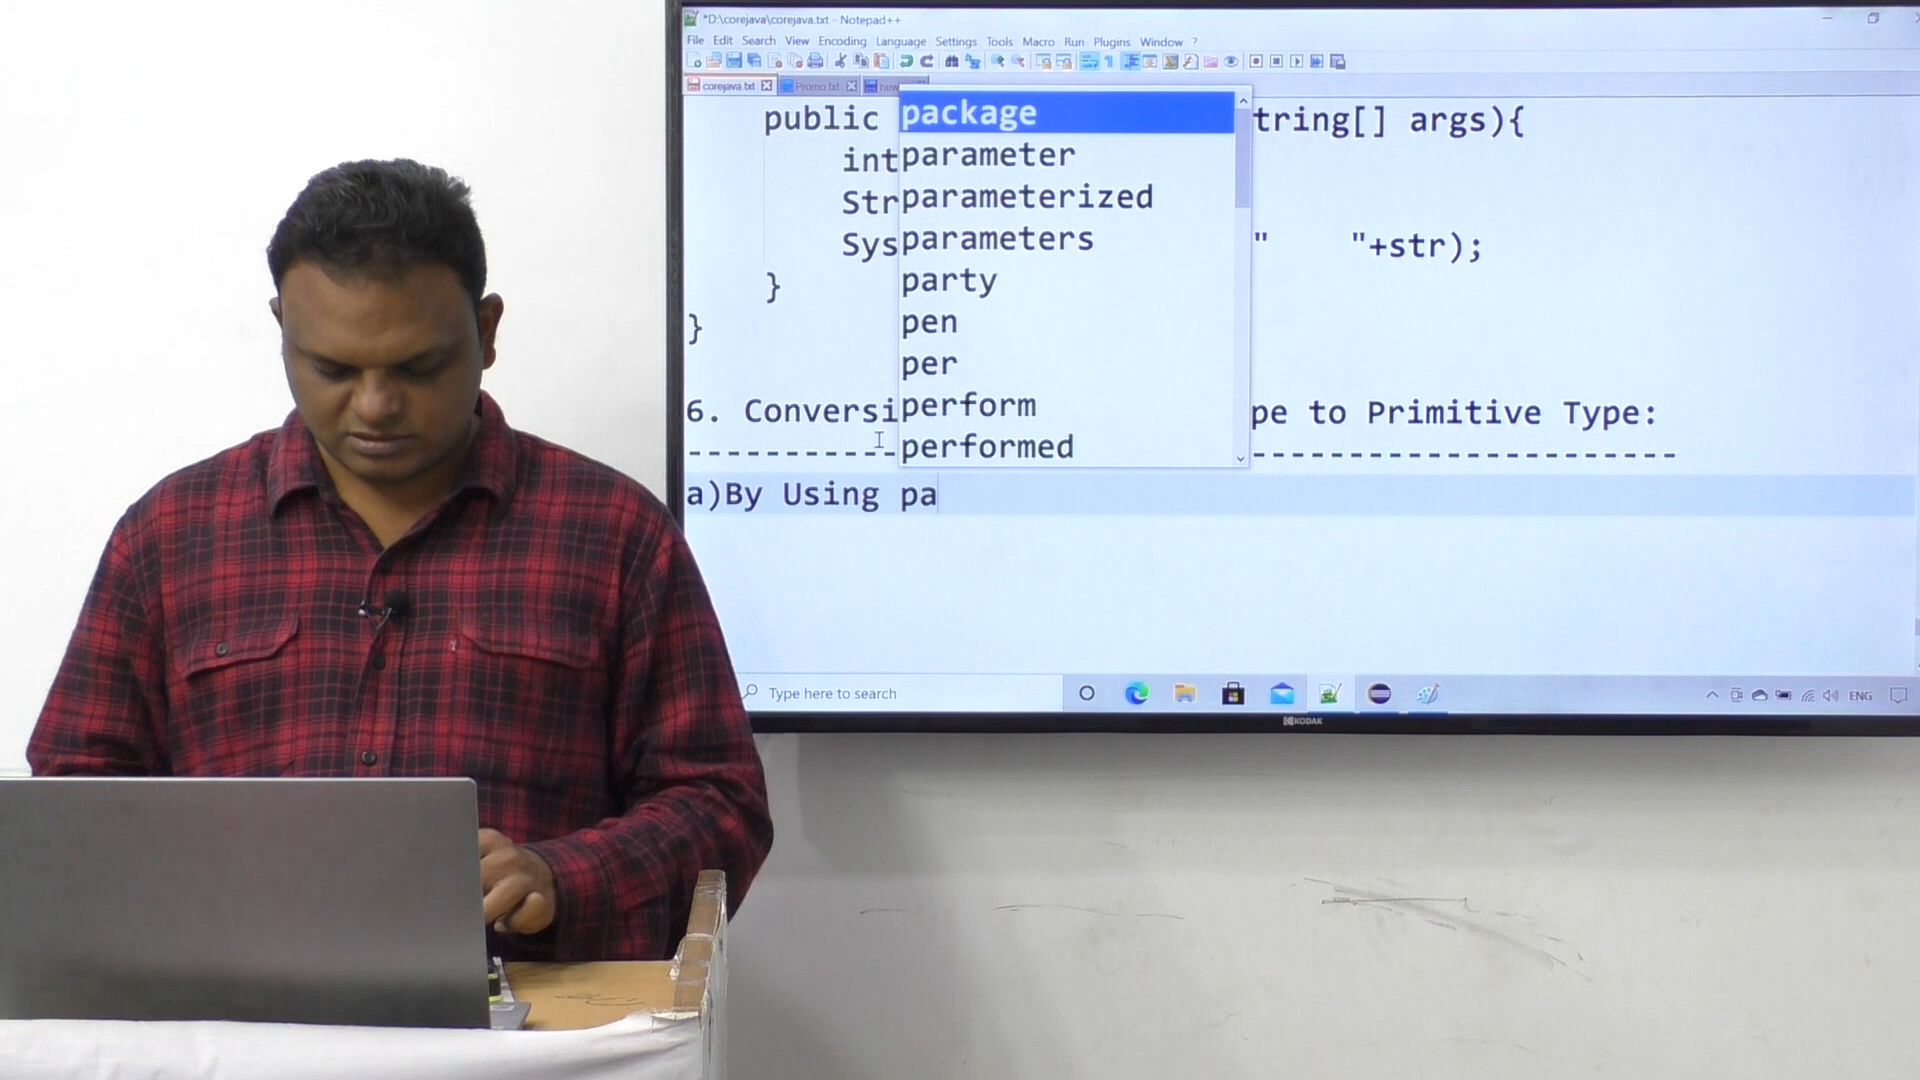 *D:\corejava\corejava.txt - Notepad++
File Edit Search View Encoding Language Settings Tools Macro Run Plugins Window ?
corejava.txt Promo.txt new
public tring[] args){
int
Str
Sys " "+str);
}
}
package
parameter
parameterized
parameters
party
pen
per
perform
performed
6. Conversi pe to Primitive Type:
--------------------------------------------------
a)By Using pa
Type here to search
ENG
KODAK